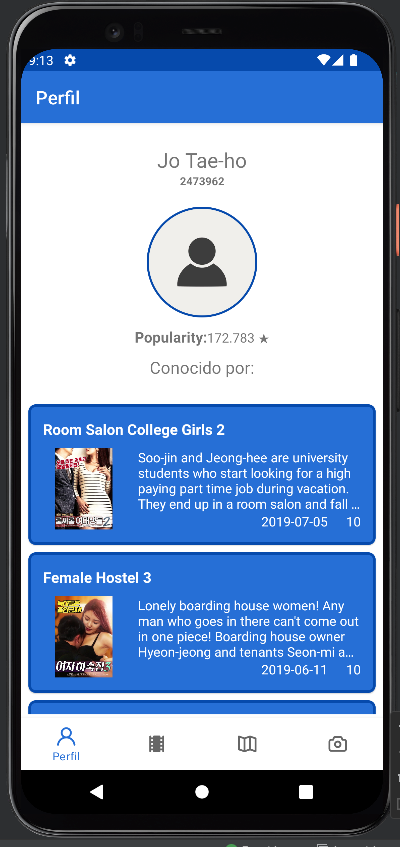 9:13
Perfil
Jo Tae-ho
2473962
Popularity:172.783 ★
Conocido por:
Room Salon College Girls 2
Soo-jin and Jeong-hee are university
students who start looking for a high
paying part time job during vacation.
They end up in a room salon and fall ...
2019-07-05 10
Female Hostel 3
Lonely boarding house women! Any
man who goes in there can't come out
in one piece! Boarding house owner
Hyeon-jeong and tenants Seon-mi a...
2019-06-11 10
Perfil